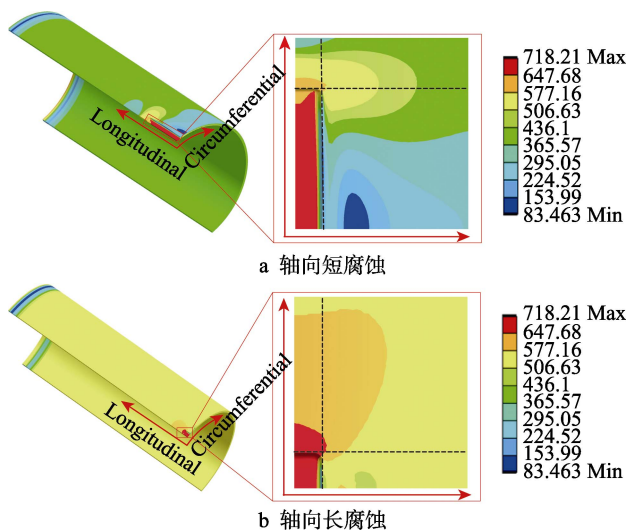 Longitudinal
Circumferential
718.21 Max
647.68
577.16
506.63
436.1
365.57
295.05
224.52
153.99
83.463 Min
a 轴向短腐蚀
Longitudinal
Circumferential
718.21 Max
647.68
577.16
506.63
436.1
365.57
295.05
224.52
153.99
83.463 Min
b 轴向长腐蚀